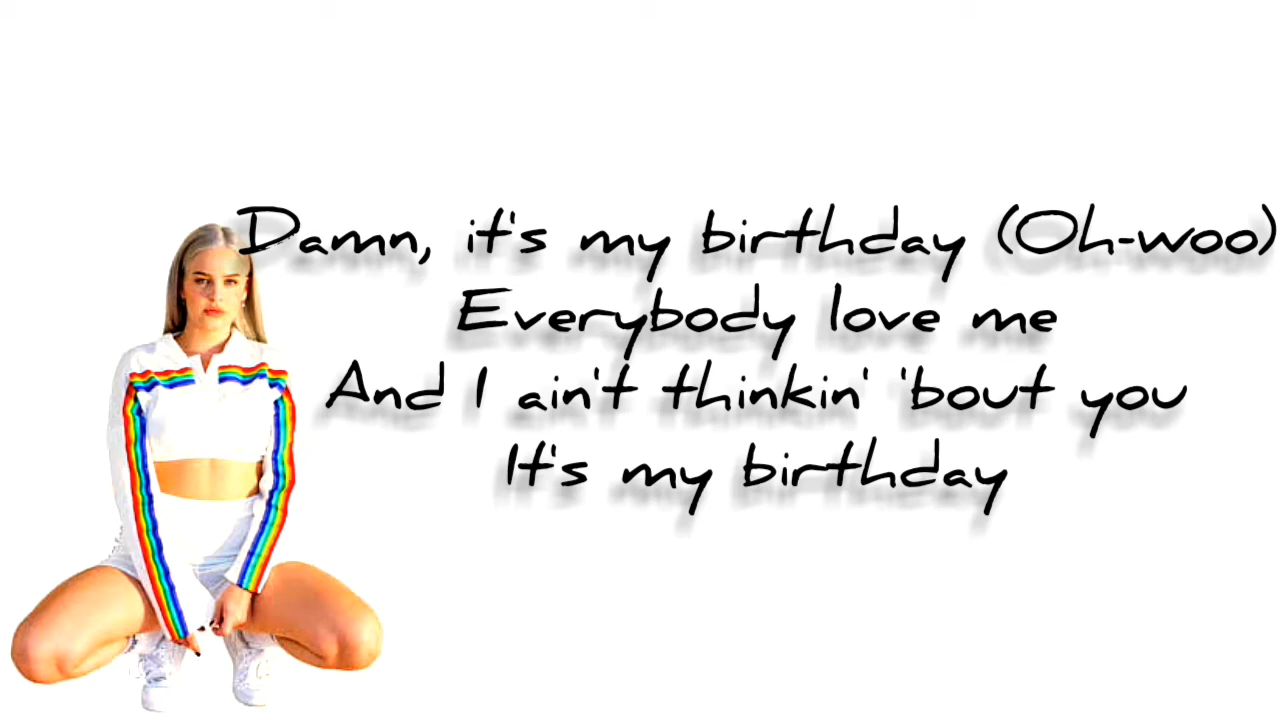 Damn, it's my birthday (Oh-woo)
Everybody love me
And I ain't thinkin' 'bout you
It's my birthday